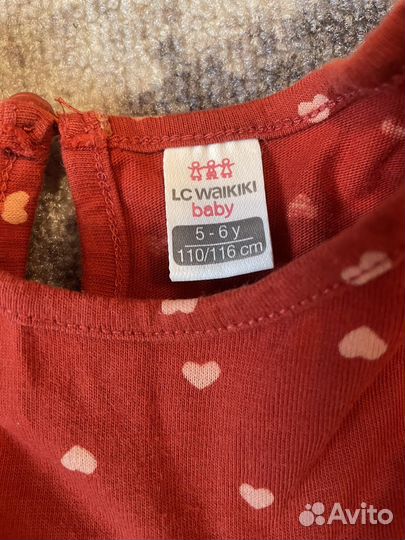 LC WAIKIKI
baby
5 - 6 y
110/116 cm
Avito